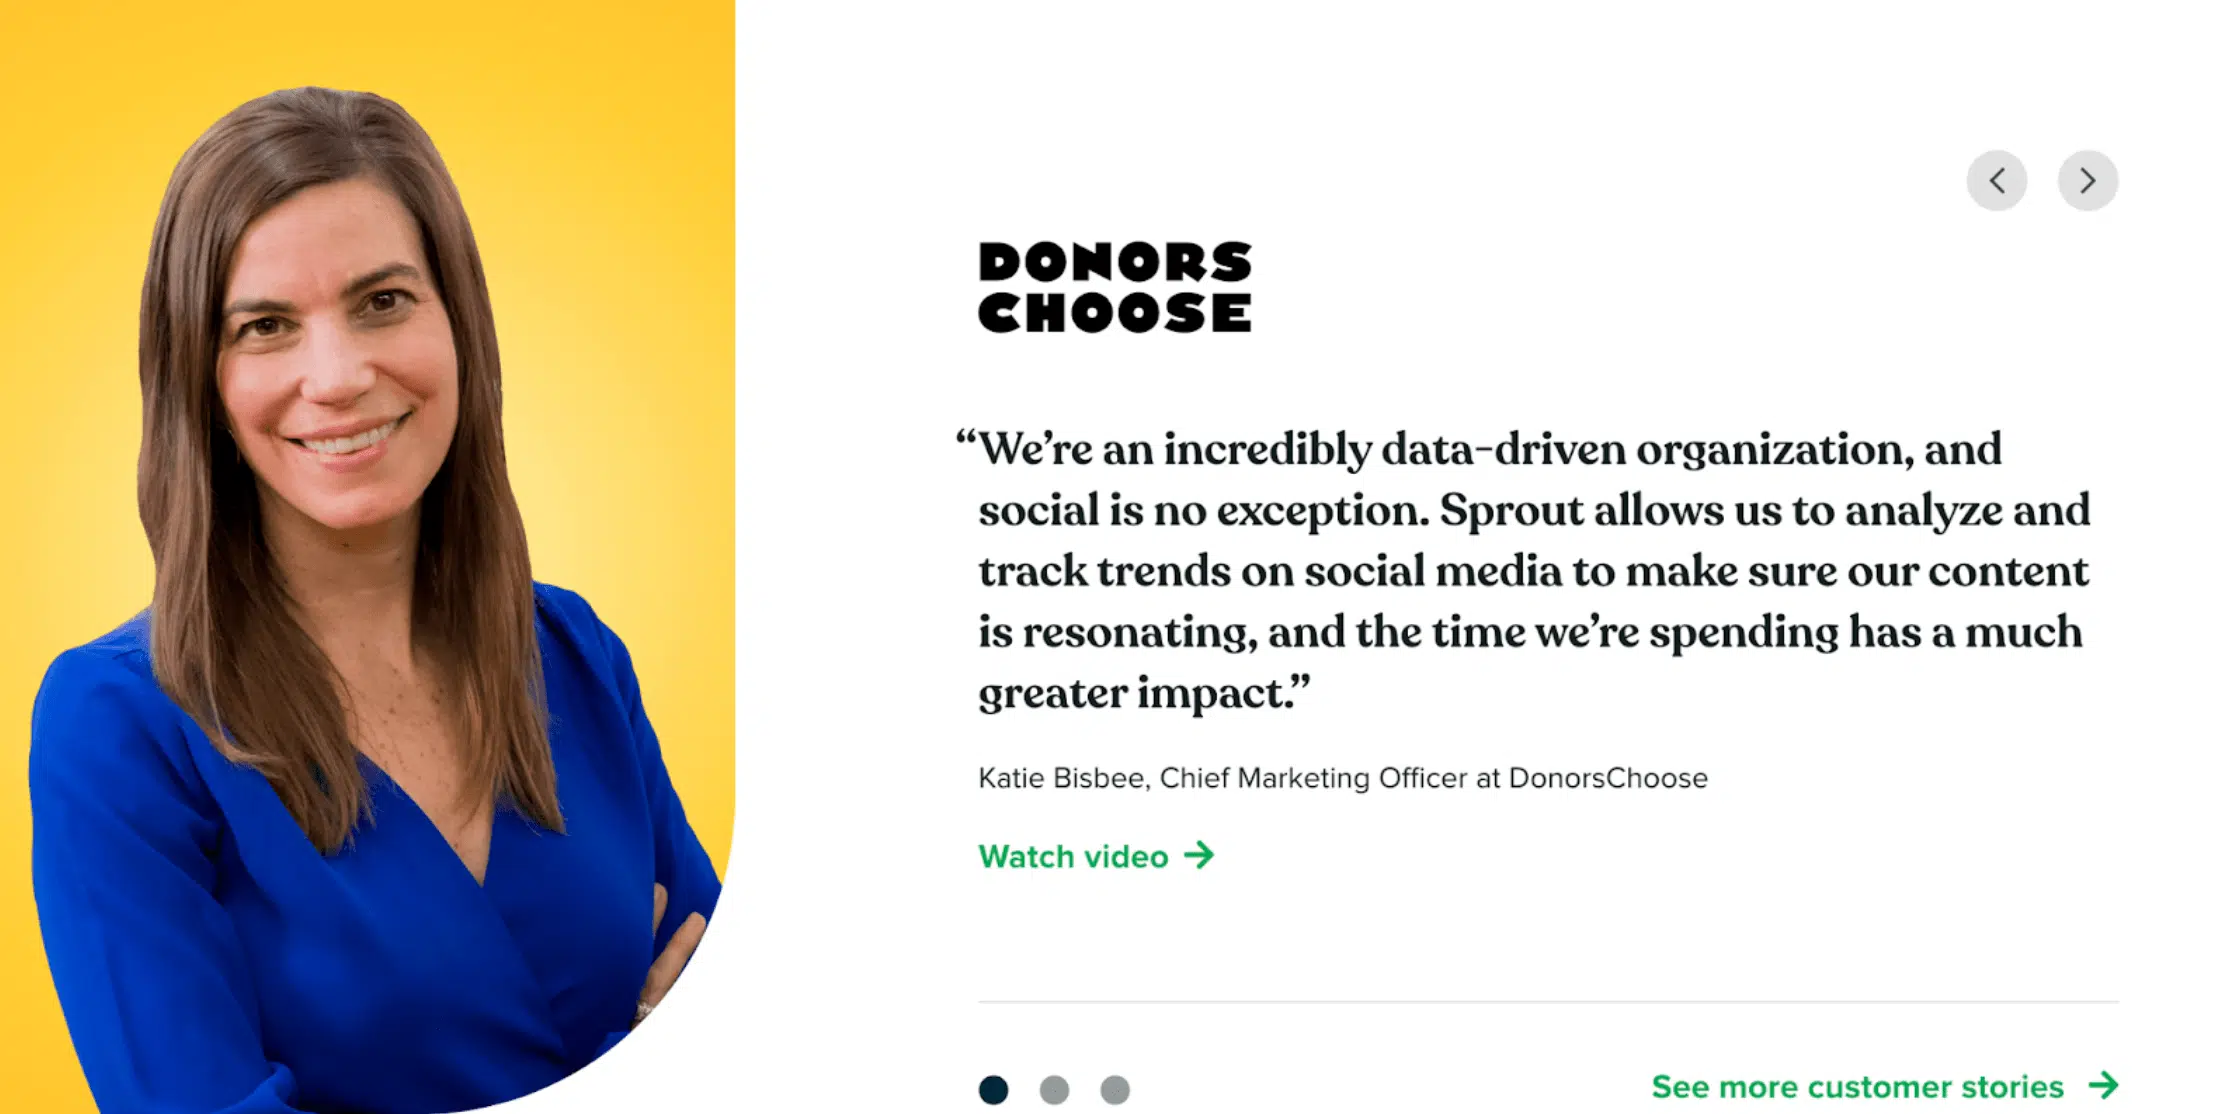 DONORS
CHOOSE
“We’re an incredibly data-driven organization, and
social is no exception. Sprout allows us to analyze and
track trends on social media to make sure our content
is resonating, and the time we’re spending has a much
greater impact.”
Katie Bisbee, Chief Marketing Officer at DonorsChoose
Watch video
See more customer stories